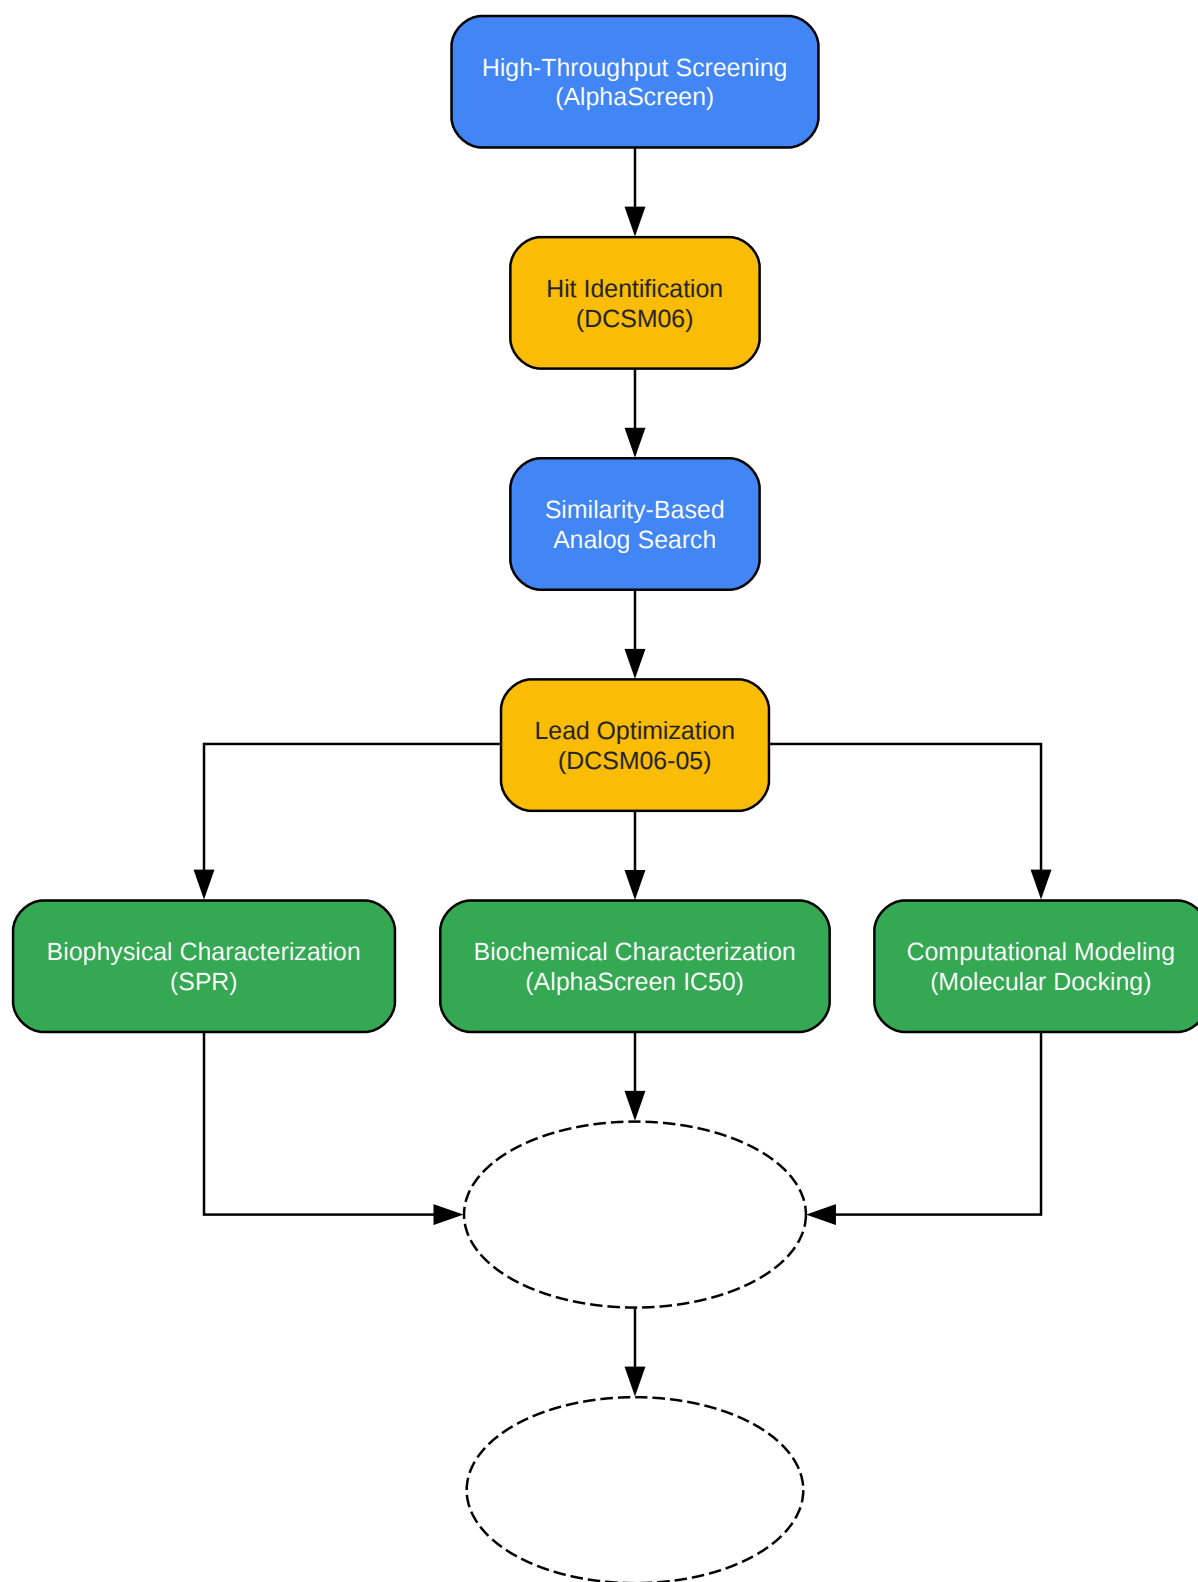 High-Throughput Screening
(AlphaScreen)
Hit Identification
(DCSM06)
Similarity-Based
Analog Search
Lead Optimization
(DCSM06-05)
Biophysical Characterization
(SPR)
Biochemical Characterization
(AlphaScreen IC50)
Computational Modeling
(Molecular Docking)